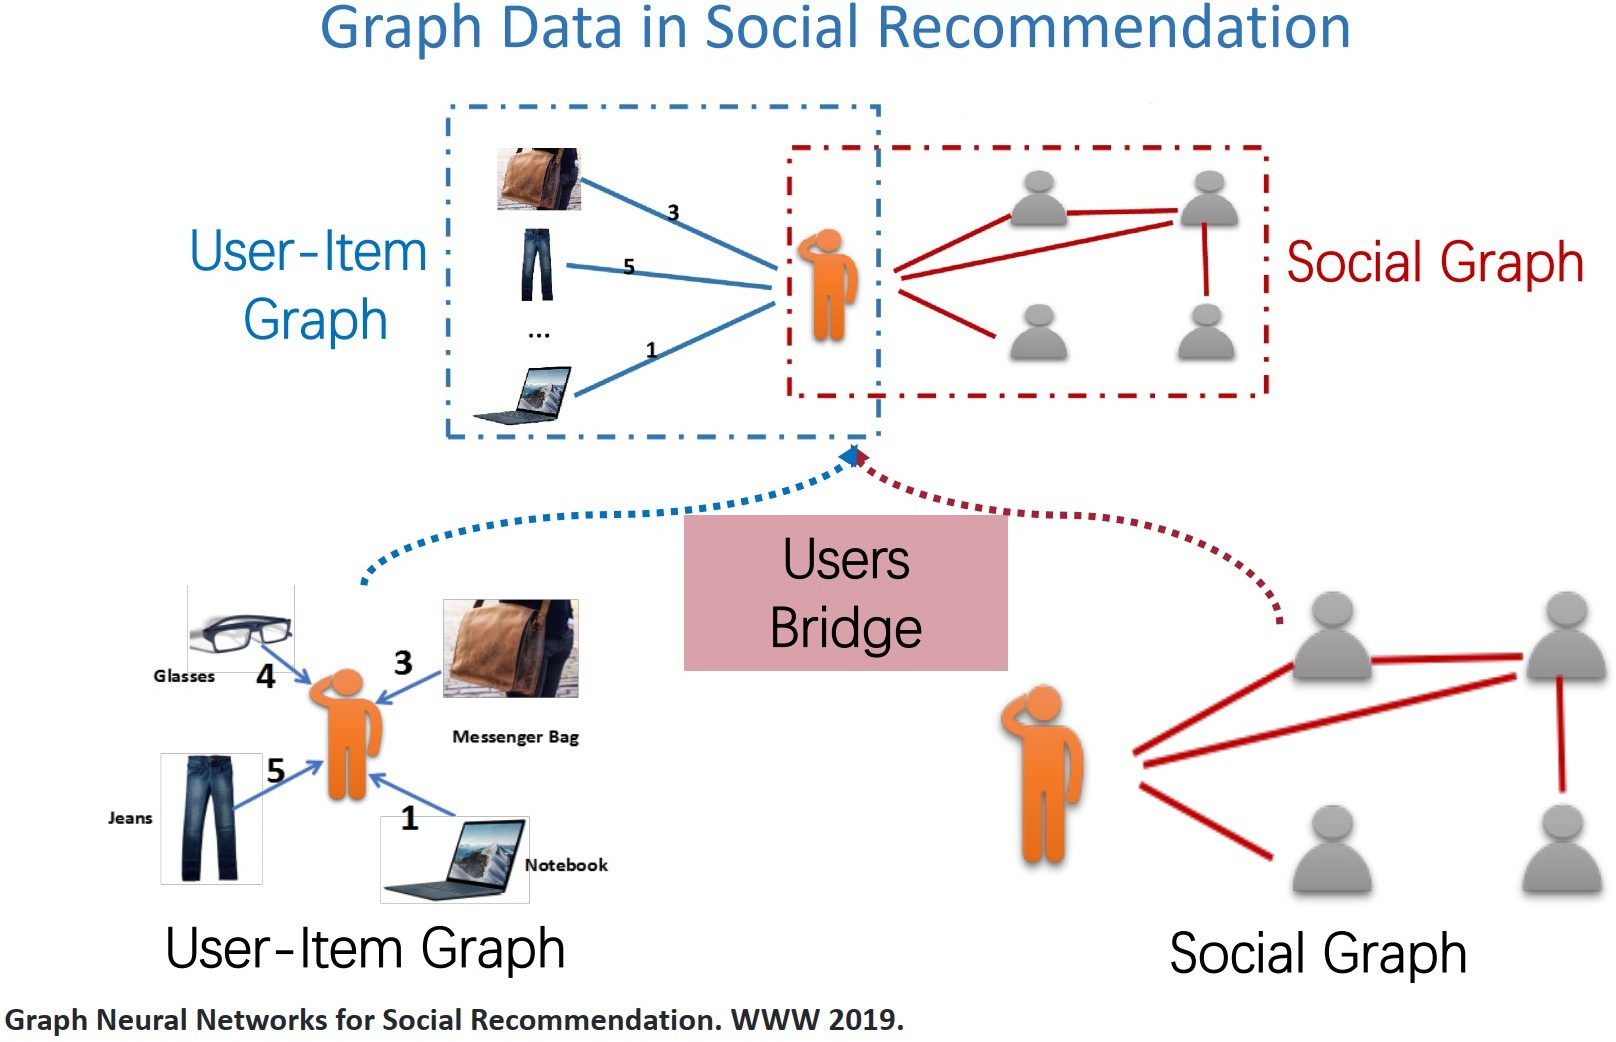 Graph Data in Social Recommendation
3
User-Item
Graph
5
Social Graph
...
1
Users
Bridge
Glasses
4
3
Messenger Bag
5
Jeans
1
Notebook
User-Item Graph
Social Graph
Graph Neural Networks for Social Recommendation. WWW 2019.